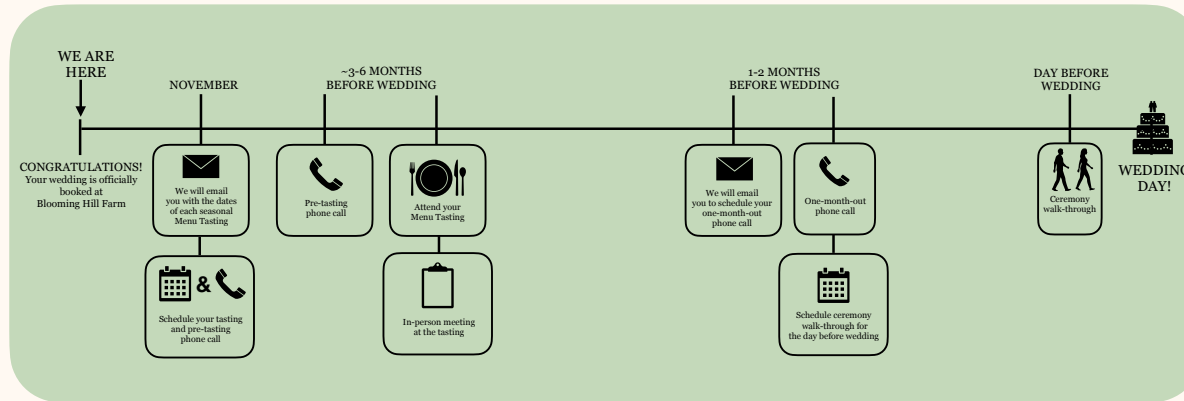 WE ARE
HERE
CONGRATULATIONS!
Your wedding is officially
booked at
Blooming Hill Farm
NOVEMBER
We will email
you with the dates
of each seasonal
Menu Tasting
&
Schedule your tasting
and pre-tasting
phone call
~3-6 MONTHS
BEFORE WEDDING
Pre-tasting
phone call
Attend your
Menu Tasting
In-person meeting
at the tasting
1-2 MONTHS
BEFORE WEDDING
We will email
you to schedule your
one-month-out
phone call
One-month-out
phone call
Schedule ceremony
walk-through for
the day before wedding
DAY BEFORE
WEDDING
Ceremony
walk-through
WEDDING
DAY!